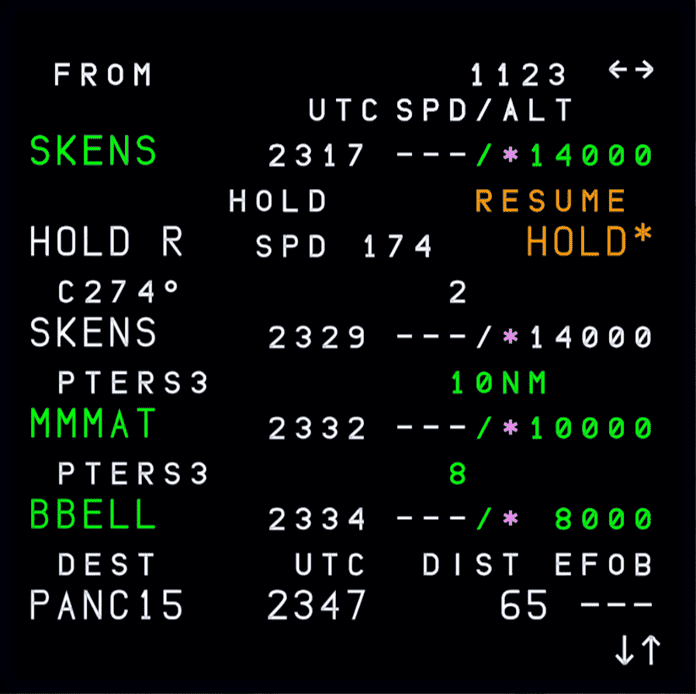 FROM 1123 ←→
UTC SPD/ALT
SKENS 2317 ---/*14000
HOLD RESUME
HOLD R SPD 174 HOLD*
C274° 2
SKENS 2329 ---/*14000
PTERS3 10NM
MMMAT 2332 ---/*10000
PTERS3 8
BBELL 2334 ---/* 8000
DEST UTC DIST EFOB
PANC15 2347 65 ---
↓↑